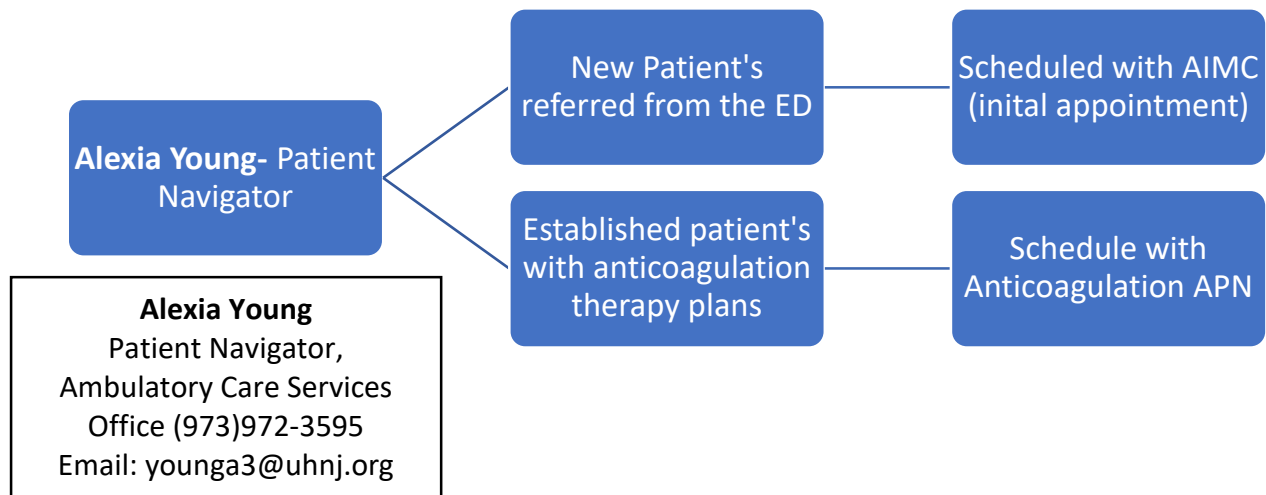 New Patient's
referred from the ED
Scheduled with AIMC
(inital appointment)
Alexia Young- Patient
Navigator
Established patient's
with anticoagulation
therapy plans
Schedule with
Anticoagulation APN
Alexia Young
Patient Navigator,
Ambulatory Care Services
Office (973)972-3595
Email: younga3@uhnj.org